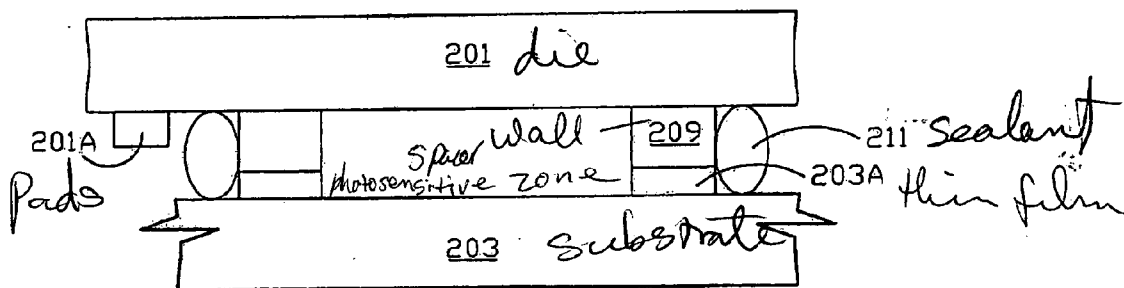 201 die
wall 209
201A
211 sealant
spacer
photosensitive zone
203A
Pads
thin film
203 substrate